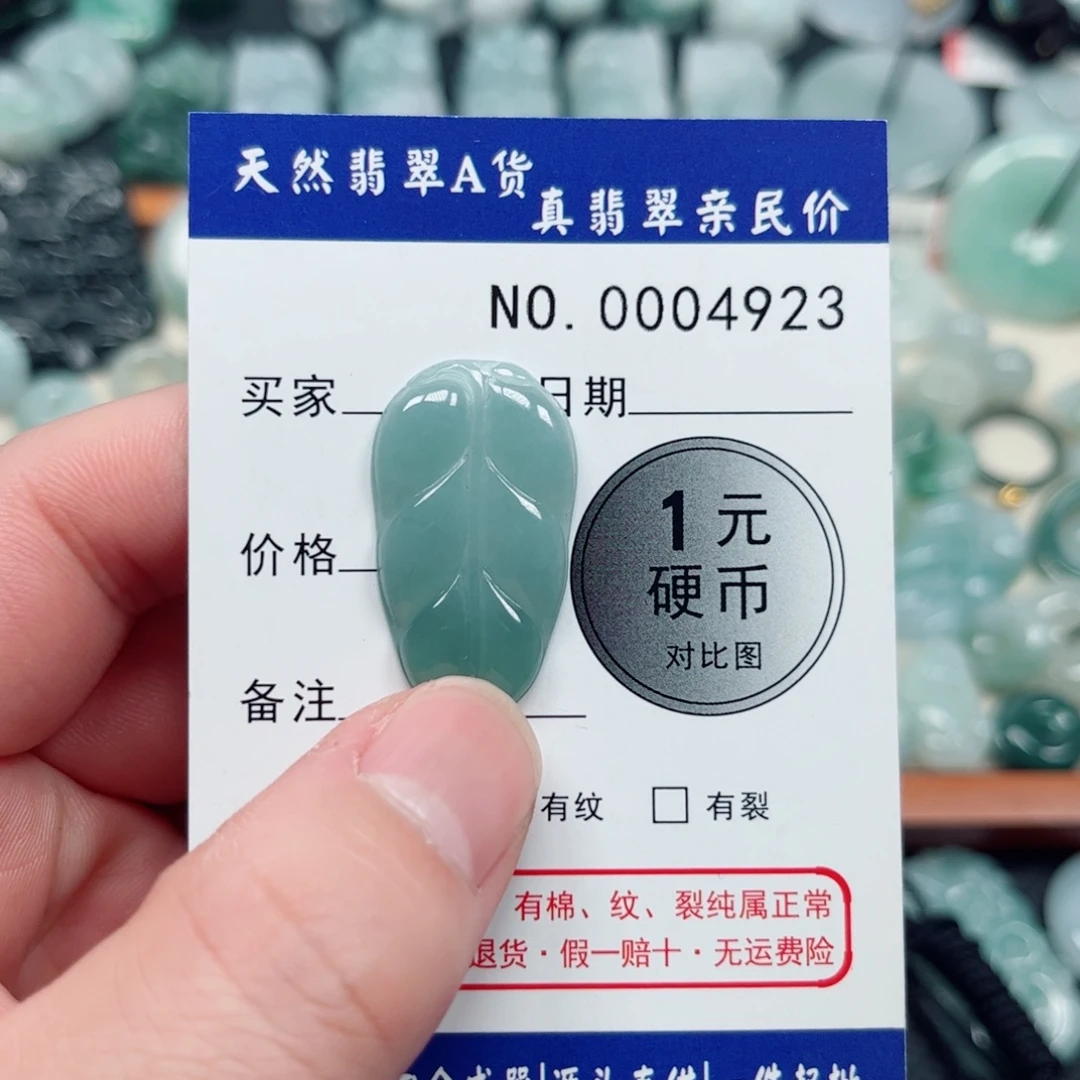 天然翡翠A货
真翡翠亲民价
NO. 0004923
买家 日期
1元
硬币
对比图
价格
备注
有纹 □ 有裂
有棉、纹、裂纯属正常
退货·假一赔十·无运费险